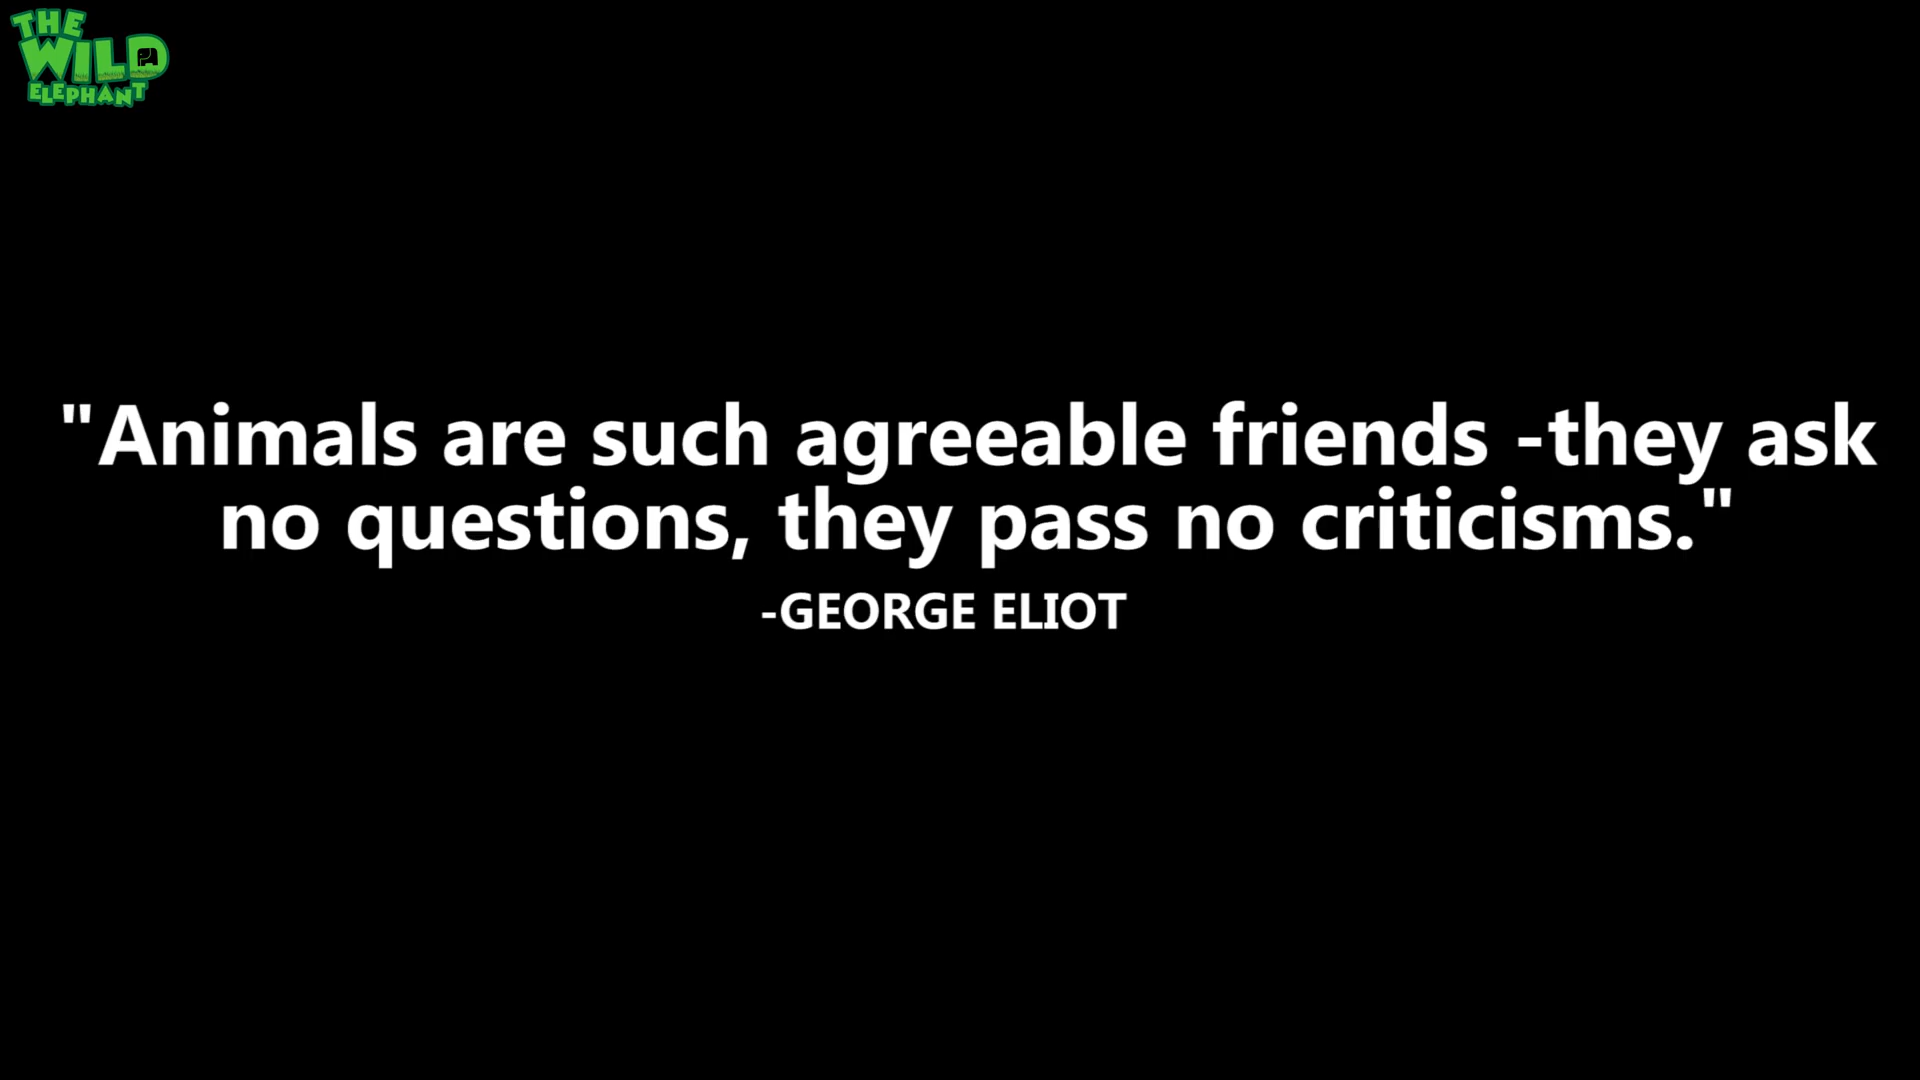 THE
WILD
ELEPHANT
"Animals are such agreeable friends -they ask
no questions, they pass no criticisms."
-GEORGE ELIOT